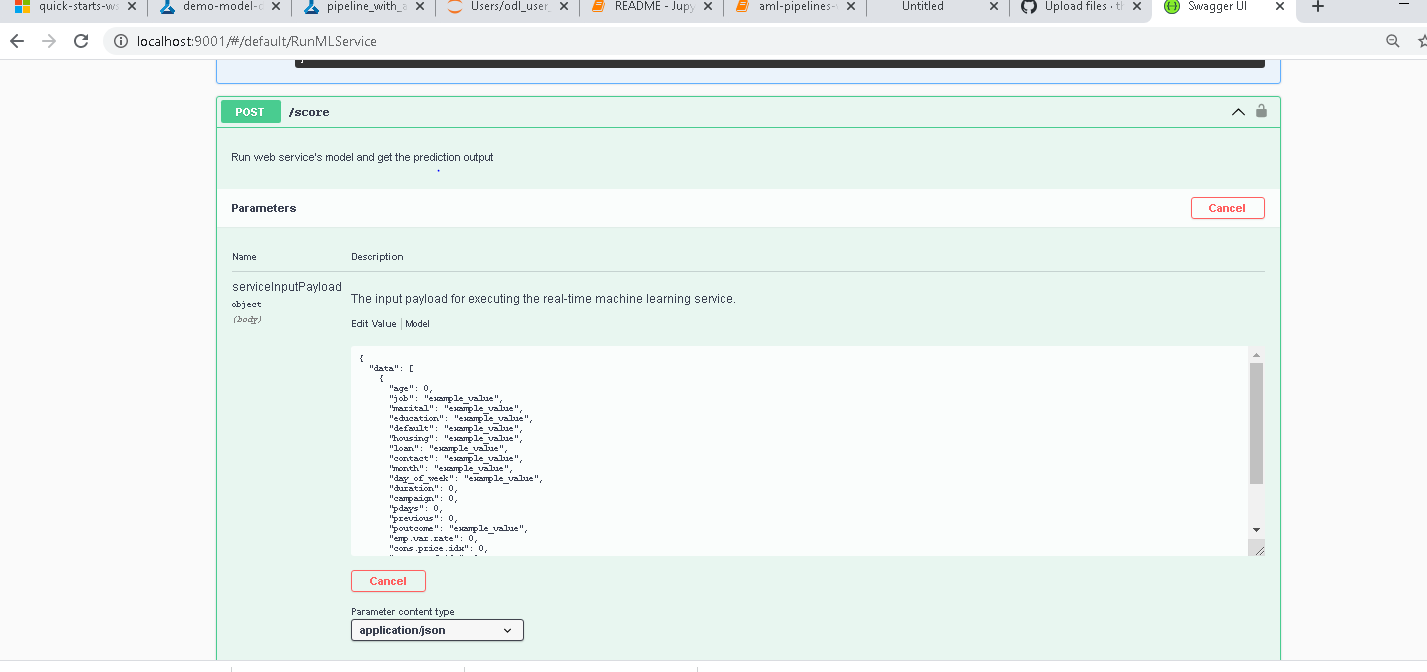 quick-starts-ws
demo-model-d
pipeline_with_a
Users/odl_user_
README - Jupy
aml-pipelines-
Untitled
Upload files · th
Swagger UI
localhost:9001/#/default/RunMLService
POST /score
Run web service's model and get the prediction output
Parameters
Cancel
Name Description
serviceInputPayload
object
(body)
The input payload for executing the real-time machine learning service.
Edit Value | Model
{
"data": [
{
"age": 0,
"job": "example_value",
"marital": "example_value",
"education": "example_value",
"default": "example_value",
"housing": "example_value",
"loan": "example_value",
"contact": "example_value",
"month": "example_value",
"day_of_week": "example_value",
"duration": 0,
"campaign": 0,
"pdays": 0,
"previous": 0,
"poutcome": "example_value",
"emp.var.rate": 0,
"cons.price.idx": 0,
Cancel
Parameter content type
application/json